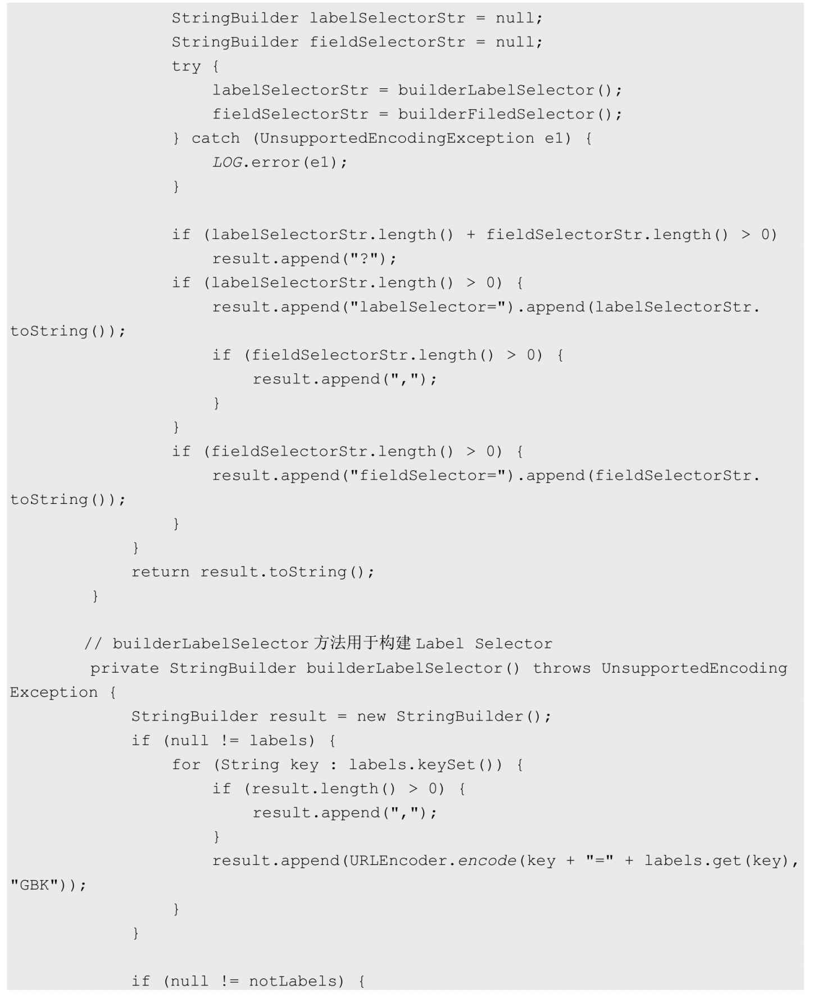 StringBuilder labelSelectorStr = null;
StringBuilder fieldSelectorStr = null;
try {
labelSelectorStr = builderLabelSelector();
fieldSelectorStr = builderFiledSelector();
} catch (UnsupportedEncodingException e1) {
LOG.error(e1);
}
if (labelSelectorStr.length() + fieldSelectorStr.length() > 0)
result.append("?");
if (labelSelectorStr.length() > 0) {
result.append("labelSelector=").append(labelSelectorStr.
toString());
if (fieldSelectorStr.length() > 0) {
result.append(",");
}
}
if (fieldSelectorStr.length() > 0) {
result.append("fieldSelector=").append(fieldSelectorStr.
toString());
}
}
return result.toString();
}
// builderLabelSelector 方法用于构建 Label Selector
private StringBuilder builderLabelSelector() throws UnsupportedEncoding
Exception {
StringBuilder result = new StringBuilder();
if (null != labels) {
for (String key : labels.keySet()) {
if (result.length() > 0) {
result.append(",");
}
result.append(URLEncoder.encode(key + "=" + labels.get(key),
"GBK"));
}
}
if (null != notLabels) {